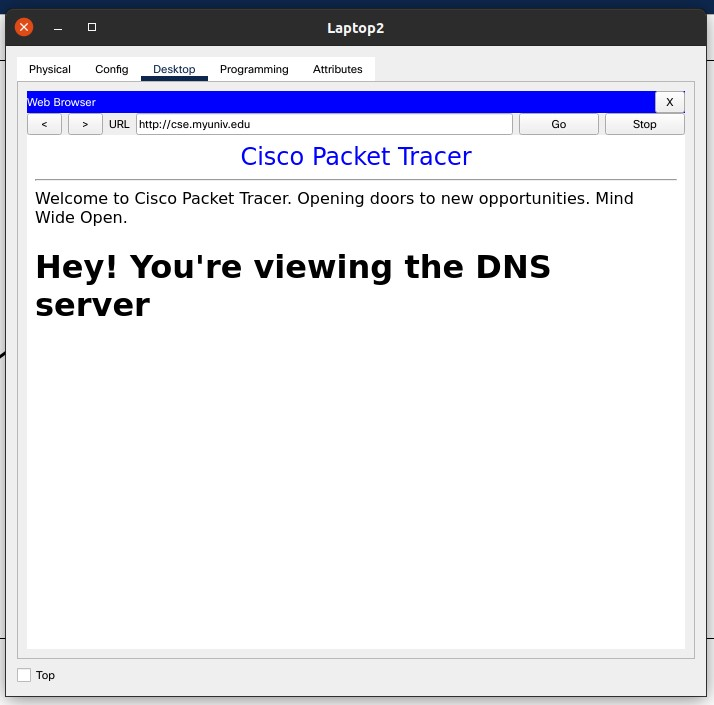 Laptop2
Physical Config Desktop Programming Attributes
Web Browser X
< > URL http://cse.myuniv.edu Go Stop
Cisco Packet Tracer
Welcome to Cisco Packet Tracer. Opening doors to new opportunities. Mind
Wide Open.
Hey! You're viewing the DNS
server
Top